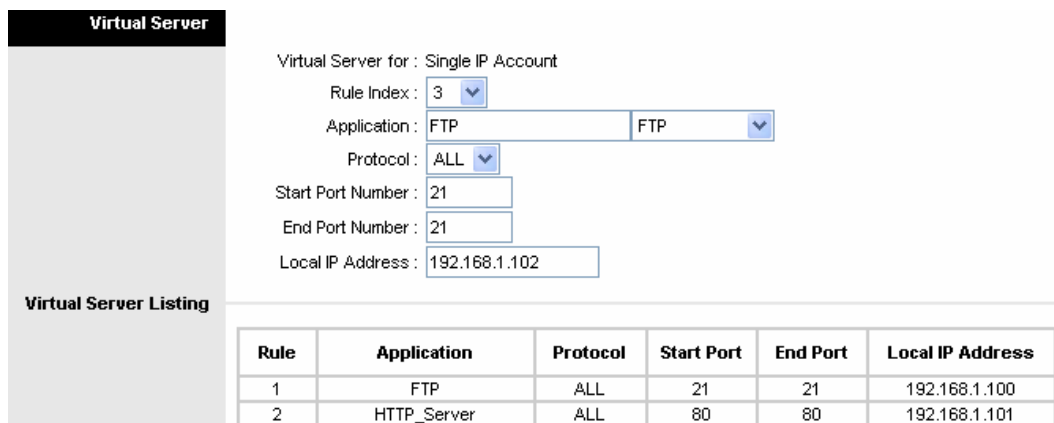 Virtual Server
Virtual Server for : Single IP Account
Rule Index : 3
Application : FTP FTP
Protocol : ALL
Start Port Number : 21
End Port Number : 21
Local IP Address : 192.168.1.102
Virtual Server Listing
Rule Application Protocol Start Port End Port Local IP Address
1 FTP ALL 21 21 192.168.1.100
2 HTTP_Server ALL 80 80 192.168.1.101